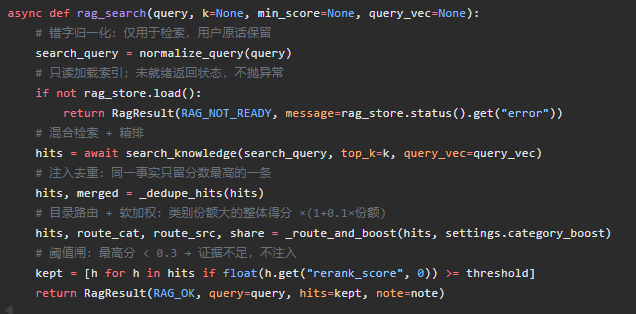 async def rag_search(query, k=None, min_score=None, query_vec=None):
    # 错字归一化：仅用于检索，用户原话保留
    search_query = normalize_query(query)
    # 只读加载索引；未就绪返回状态，不抛异常
    if not rag_store.load():
        return RagResult(RAG_NOT_READY, message=rag_store.status().get("error"))
    # 混合检索 + 精排
    hits = await search_knowledge(search_query, top_k=k, query_vec=query_vec)
    # 注入去重：同一事实只留分数最高的一条
    hits, merged = _dedupe_hits(hits)
    # 目录路由 + 软加权：类别份额大的整体得分 ×(1+0.1×份额)
    hits, route_cat, route_src, share = _route_and_boost(hits, settings.category_boost)
    # 阈值闸：最高分 < 0.3 → 证据不足，不注入
    kept = [h for h in hits if float(h.get("rerank_score", 0)) >= threshold]
    return RagResult(RAG_OK, query=query, hits=kept, note=note)